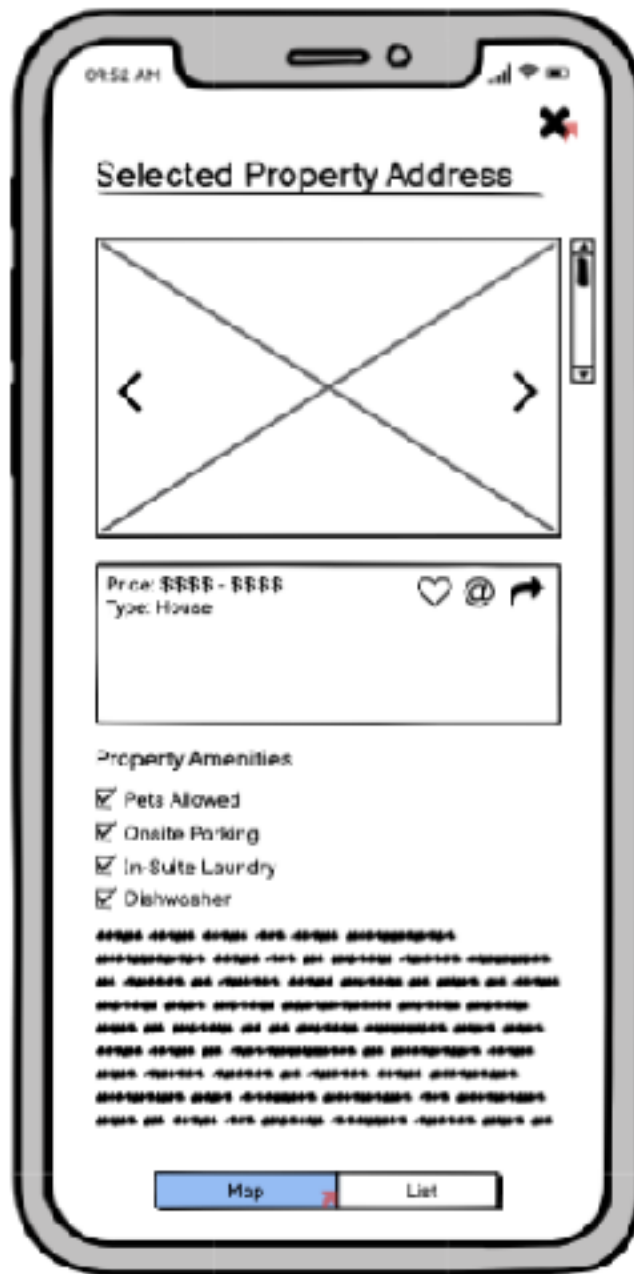 09:52 AM
Selected Property Address
Price: $$$$ - $$$$
Type: House
@
Property Amenities
Pets Allowed
Onsite Parking
In-Suite Laundry
Dishwasher
Map
List